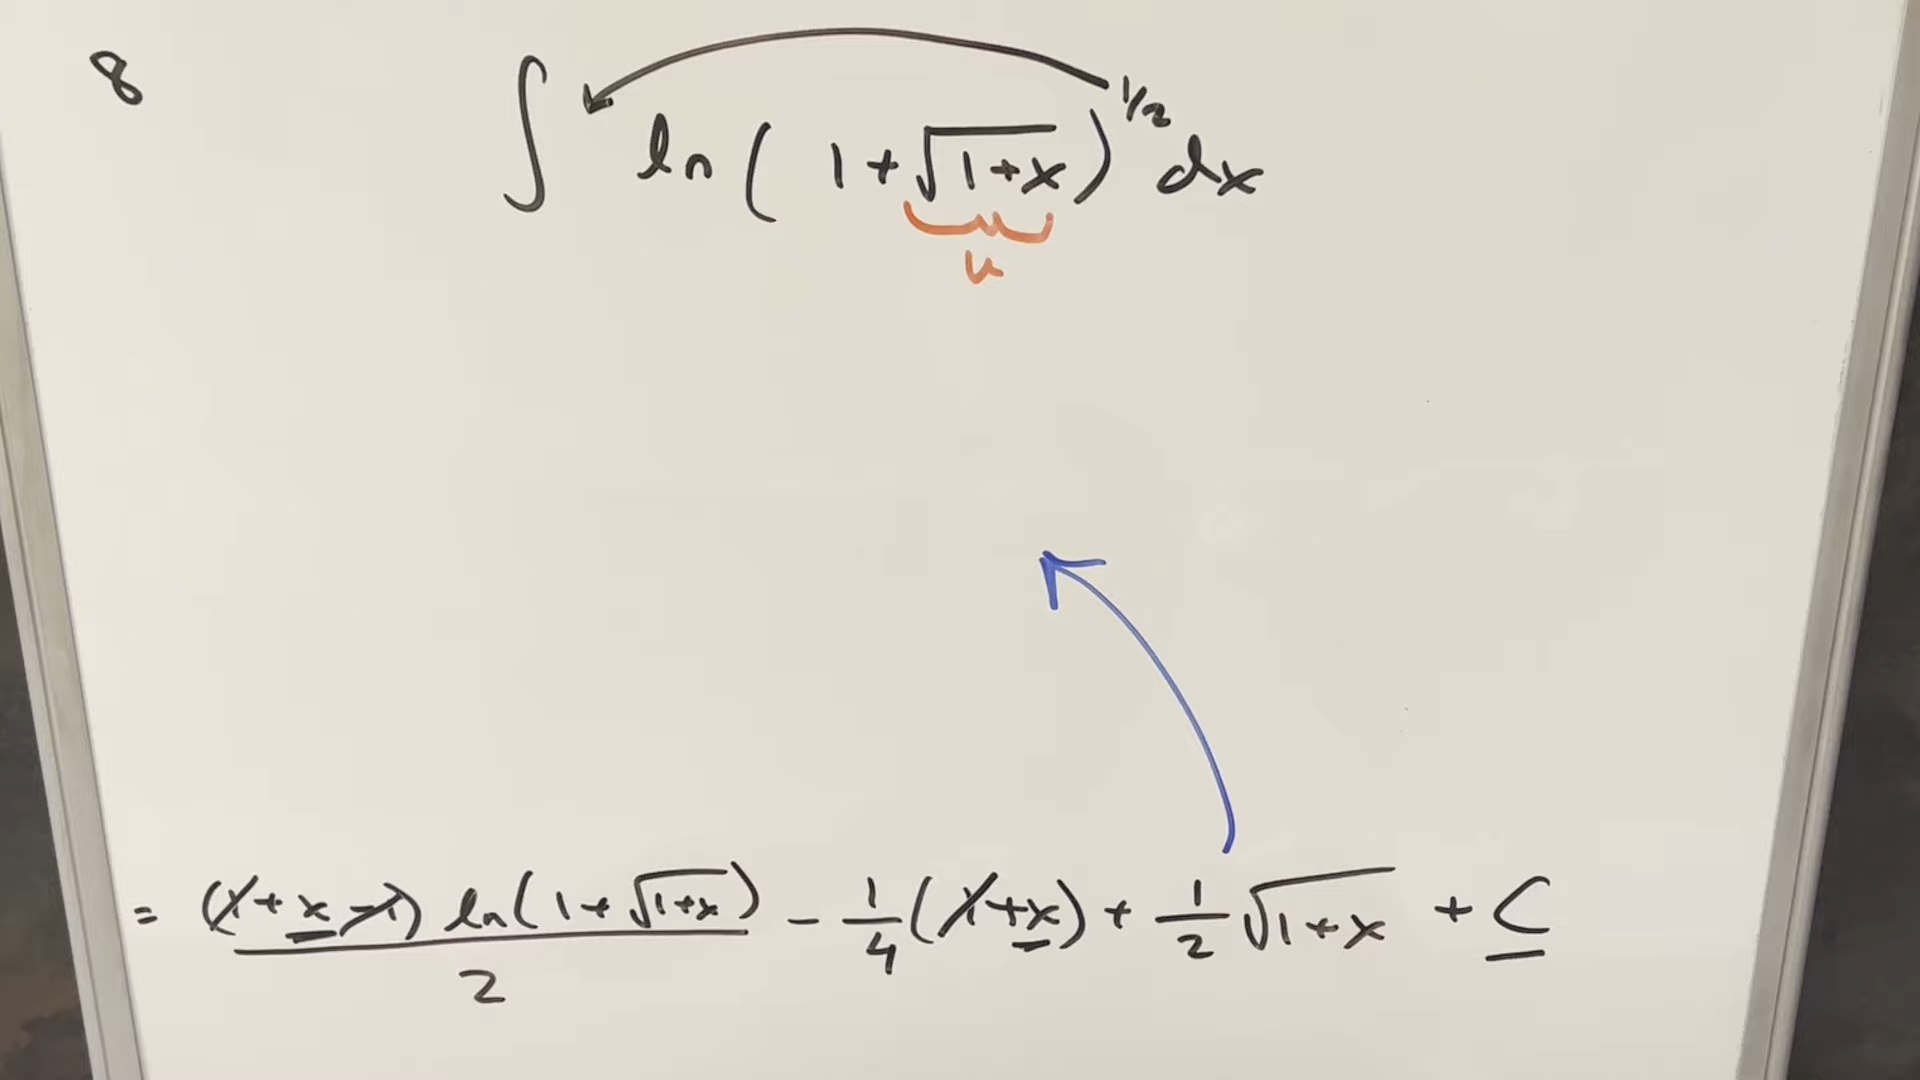 8
∫ ln(1+√(1+x))^1/2 dx
u
= (1+x-1) ln(1+√(1+x)) / 2 - 1/4 (1+x) + 1/2 √(1+x) + C